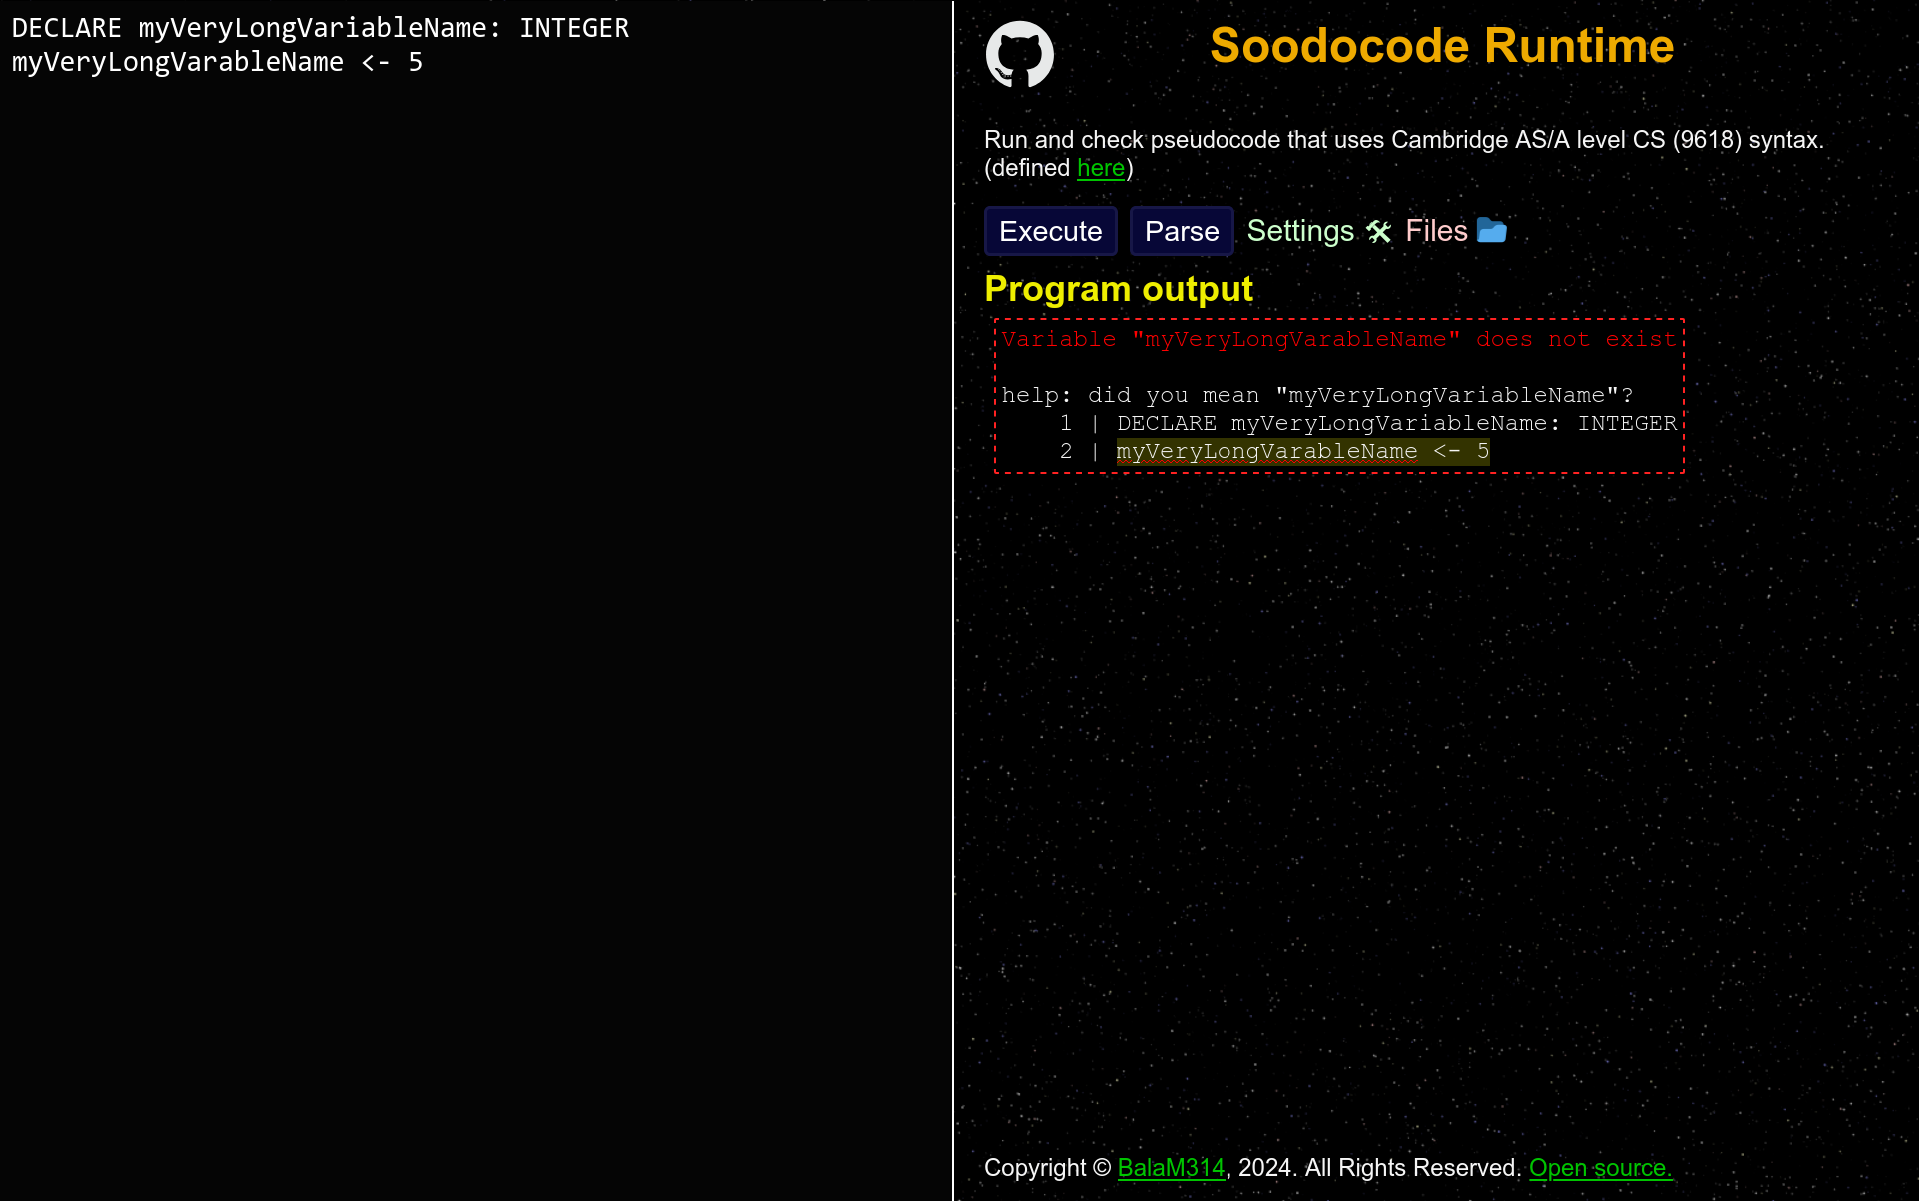 DECLARE myVeryLongVariableName: INTEGER
myVeryLongVarableName <- 5
Soodocode Runtime
Run and check pseudocode that uses Cambridge AS/A level CS (9618) syntax.
(defined here)
Execute Parse Settings 🛠 Files 📂
Program output
Variable "myVeryLongVarableName" does not exist
help: did you mean "myVeryLongVariableName"?
1 | DECLARE myVeryLongVariableName: INTEGER
2 | myVeryLongVarableName <- 5
Copyright © BalaM314, 2024. All Rights Reserved. Open source.